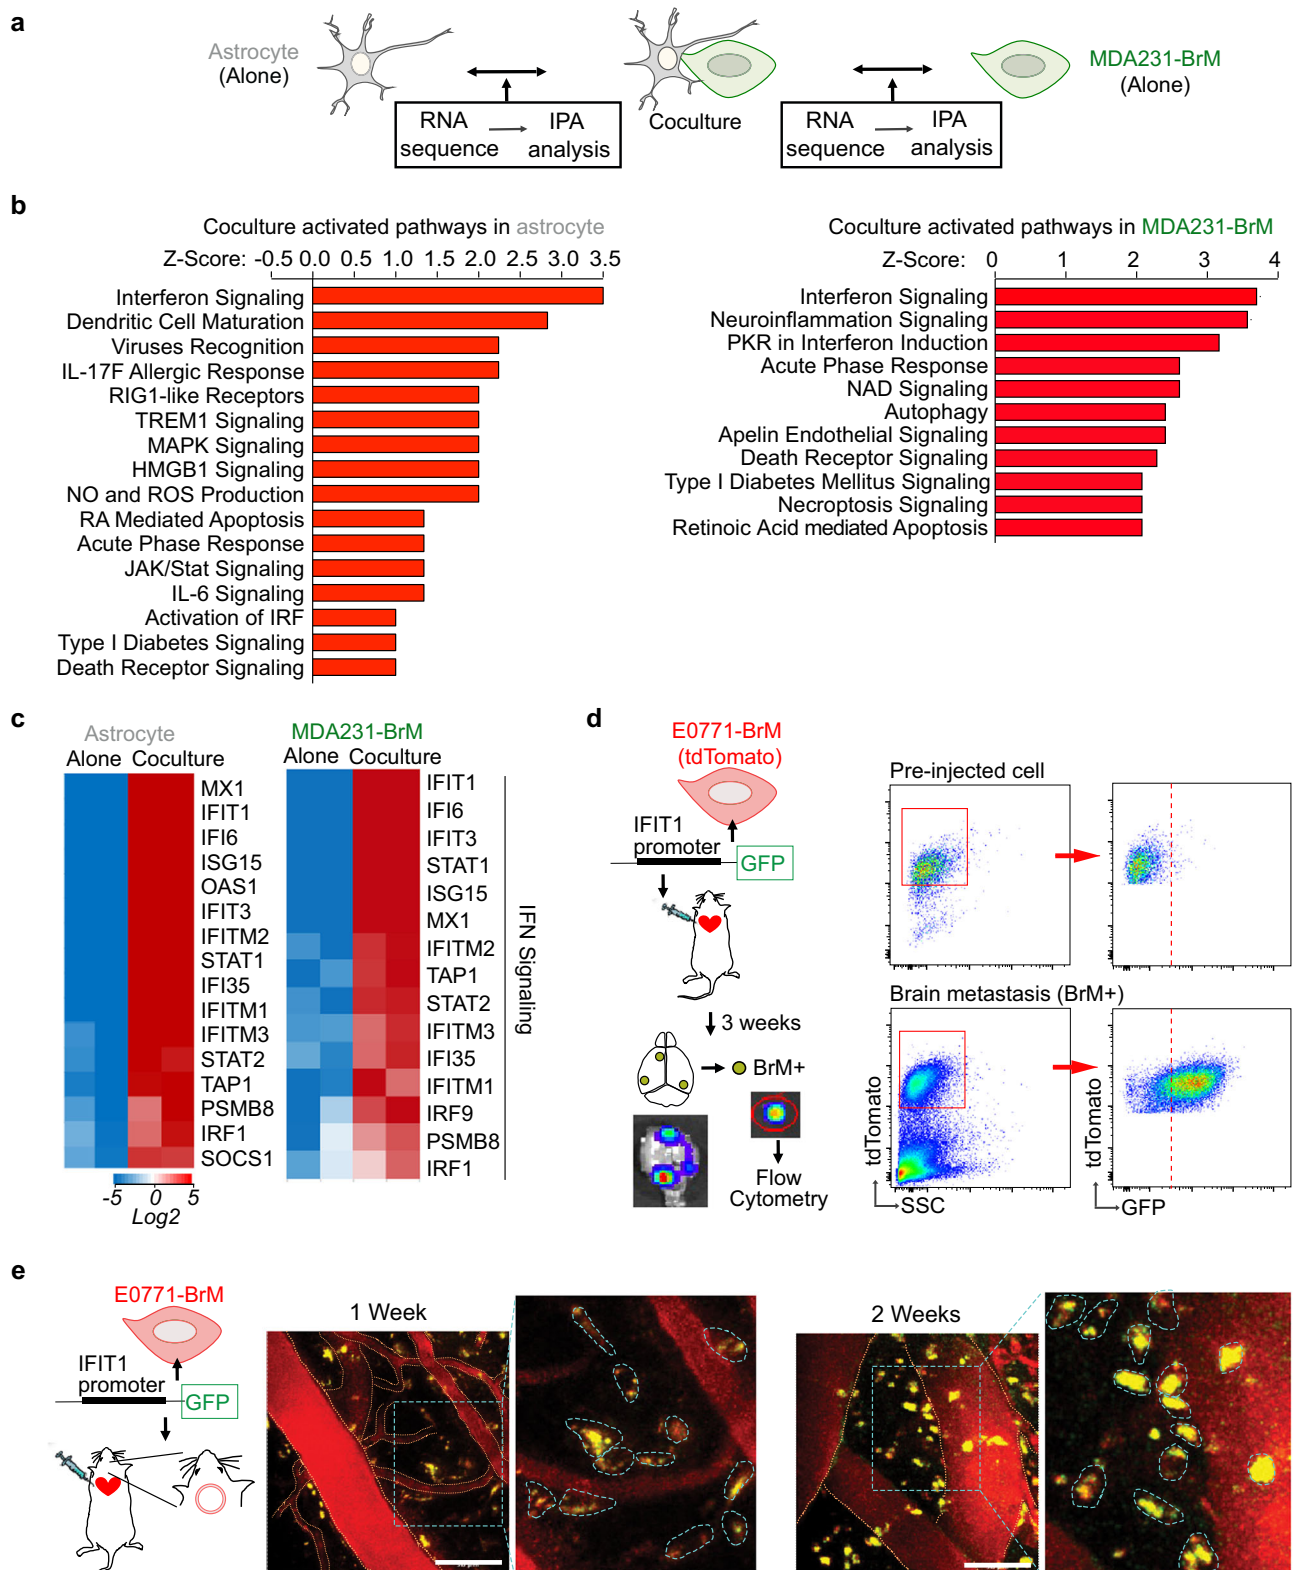 a
Astrocyte
(Alone)
RNA
sequence
IPA
analysis
Coculture
RNA
sequence
IPA
analysis
MDA231-BrM
(Alone)
b
Coculture activated pathways in astrocyte
Z-Score: -0.5 0.0 0.5 1.0 1.5 2.0 2.5 3.0 3.5
Interferon Signaling
Dendritic Cell Maturation
Viruses Recognition
IL-17F Allergic Response
RIG1-like Receptors
TREM1 Signaling
MAPK Signaling
HMGB1 Signaling
NO and ROS Production
RA Mediated Apoptosis
Acute Phase Response
JAK/Stat Signaling
IL-6 Signaling
Activation of IRF
Type I Diabetes Signaling
Death Receptor Signaling
Coculture activated pathways in MDA231-BrM
Z-Score: 0 1 2 3 4
Interferon Signaling
Neuroinflammation Signaling
PKR in Interferon Induction
Acute Phase Response
NAD Signaling
Autophagy
Apelin Endothelial Signaling
Death Receptor Signaling
Type I Diabetes Mellitus Signaling
Necroptosis Signaling
Retinoic Acid mediated Apoptosis
c
Astrocyte
Alone Coculture
MX1
IFIT1
IFI6
ISG15
OAS1
IFIT3
IFITM2
STAT1
IFI35
IFITM1
IFITM3
STAT2
TAP1
PSMB8
IRF1
SOCS1
-5 0 5
Log2
MDA231-BrM
Alone Coculture
IFIT1
IFI6
IFIT3
STAT1
ISG15
MX1
IFITM2
TAP1
STAT2
IFITM3
IFI35
IFITM1
IRF9
PSMB8
IRF1
IFN Signaling
d
E0771-BrM
(tdTomato)
IFIT1
promoter
GFP
3 weeks
BrM+
Flow
Cytometry
Pre-injected cell
Brain metastasis (BrM+)
tdTomato
SSC
tdTomato
GFP
e
E0771-BrM
IFIT1
promoter
GFP
1 Week
2 Weeks